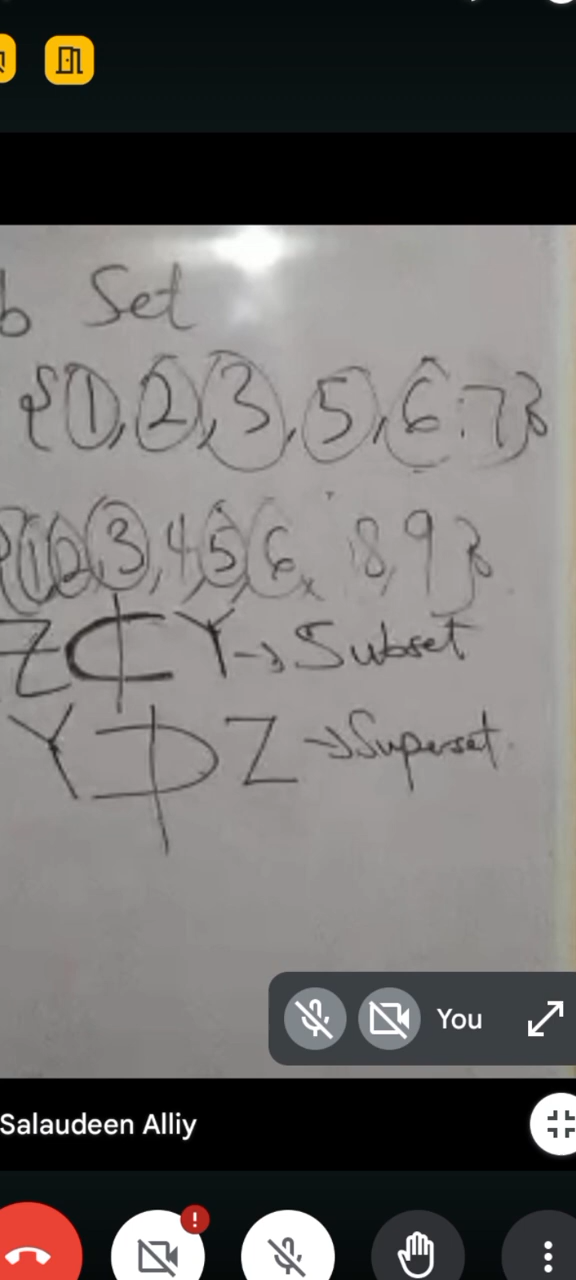 b Set
{1,2,3,5,6.7}
{1,2,3,4,5,6, 8,9}
Z⊄Y→Subset
Y⊅Z→Superset.
You
Salaudeen Alliy
!